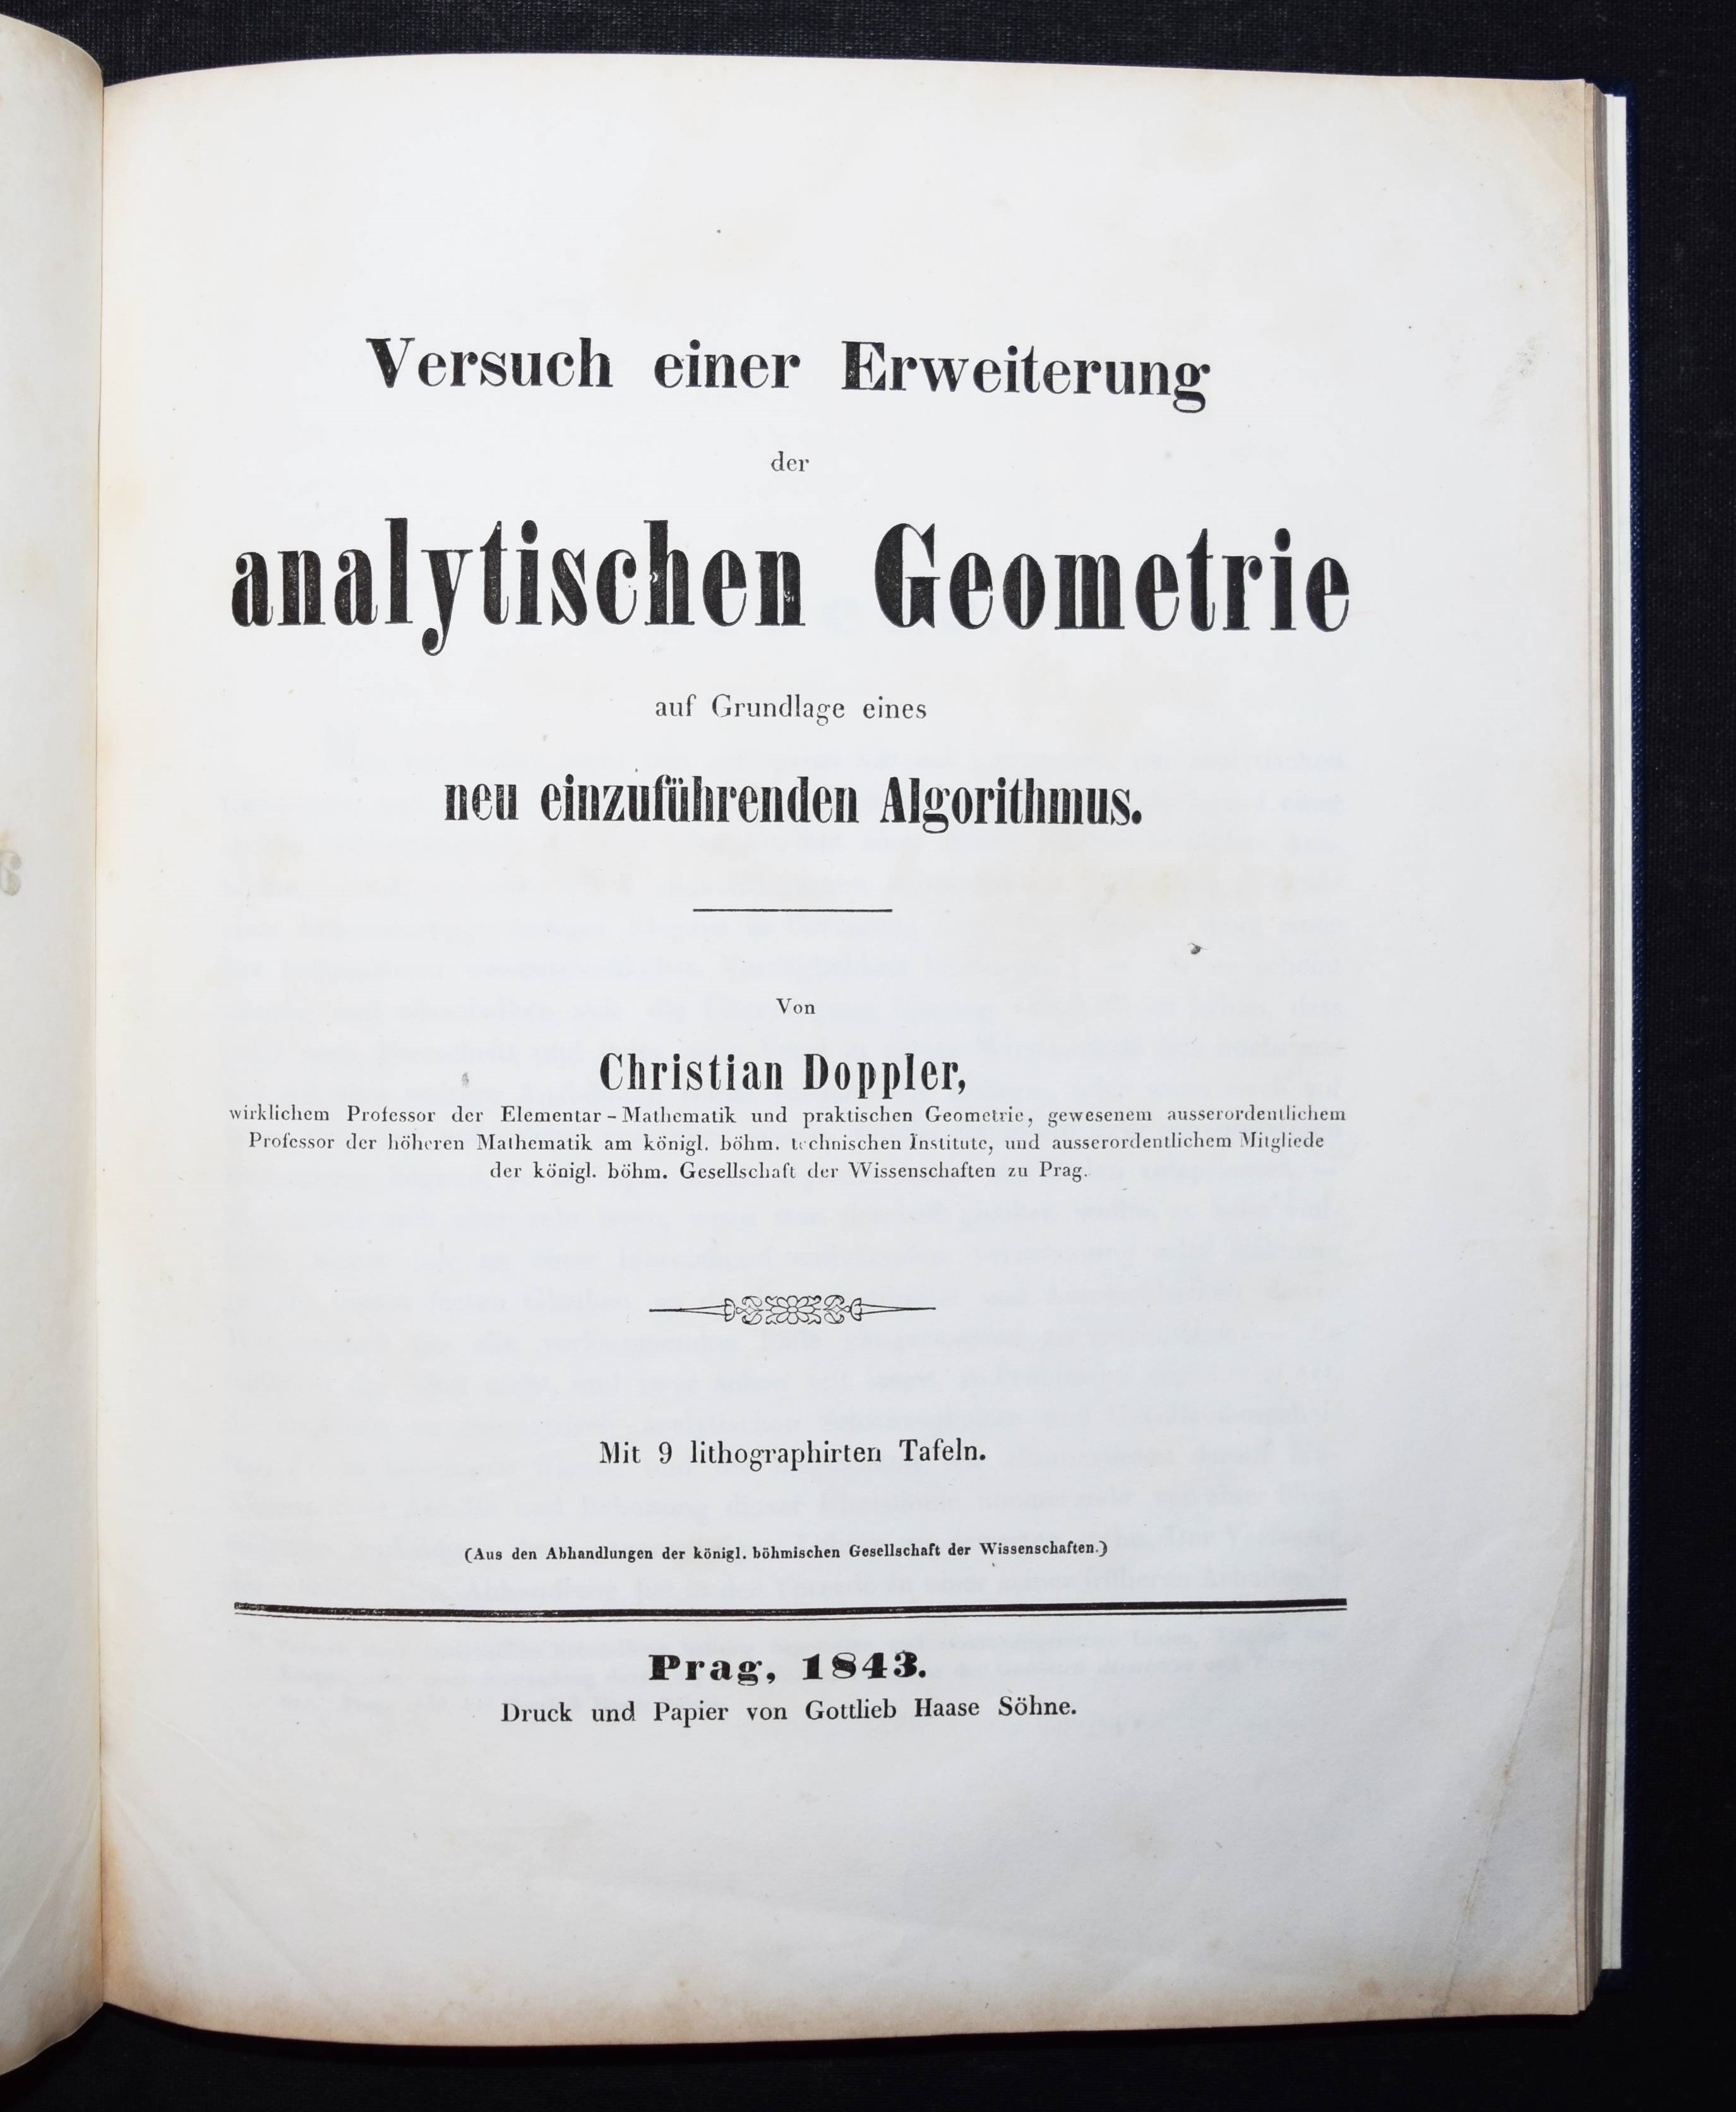 Versuch einer Erweiterung
der
analytischen Geometrie
auf Grundlage eines
neu einzuführenden Algorithmus.
Von
Christian Doppler,
wirklichem Professor der Elementar-Mathematik und praktischen Geometrie, gewesenem ausserordentlichem
Professor der höheren Mathematik am königl. böhm. technischen Institute, und ausserordentlichem Mitgliede
der königl. böhm. Gesellschaft der Wissenschaften zu Prag.
Mit 9 lithographirten Tafeln.
(Aus den Abhandlungen der königl. böhmischen Gesellschaft der Wissenschaften.)
Prag, 1843.
Druck und Papier von Gottlieb Haase Söhne.